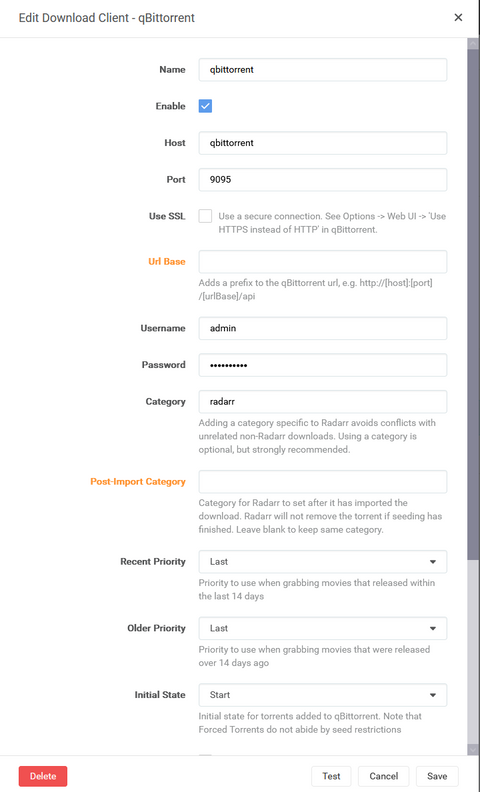 Edit Download Client - qBittorrent
Name
qbittorrent
Enable
Host
qbittorrent
Port
9095
Use SSL
Use a secure connection. See Options -> Web UI -> 'Use
HTTPS instead of HTTP' in qBittorrent.
Url Base
Adds a prefix to the qBittorrent url, e.g. http://[host]:[port]
/[urlBase]/api
Username
admin
Password
••••••••••
Category
radarr
Adding a category specific to Radarr avoids conflicts with
unrelated non-Radarr downloads. Using a category is
optional, but strongly recommended.
Post-Import Category
Category for Radarr to set after it has imported the
download. Radarr will not remove the torrent if seeding has
finished. Leave blank to keep same category.
Recent Priority
Last
Priority to use when grabbing movies that released within
the last 14 days
Older Priority
Last
Priority to use when grabbing movies that were released
over 14 days ago
Initial State
Start
Initial state for torrents added to qBittorrent. Note that
Forced Torrents do not abide by seed restrictions
Delete
Test
Cancel
Save